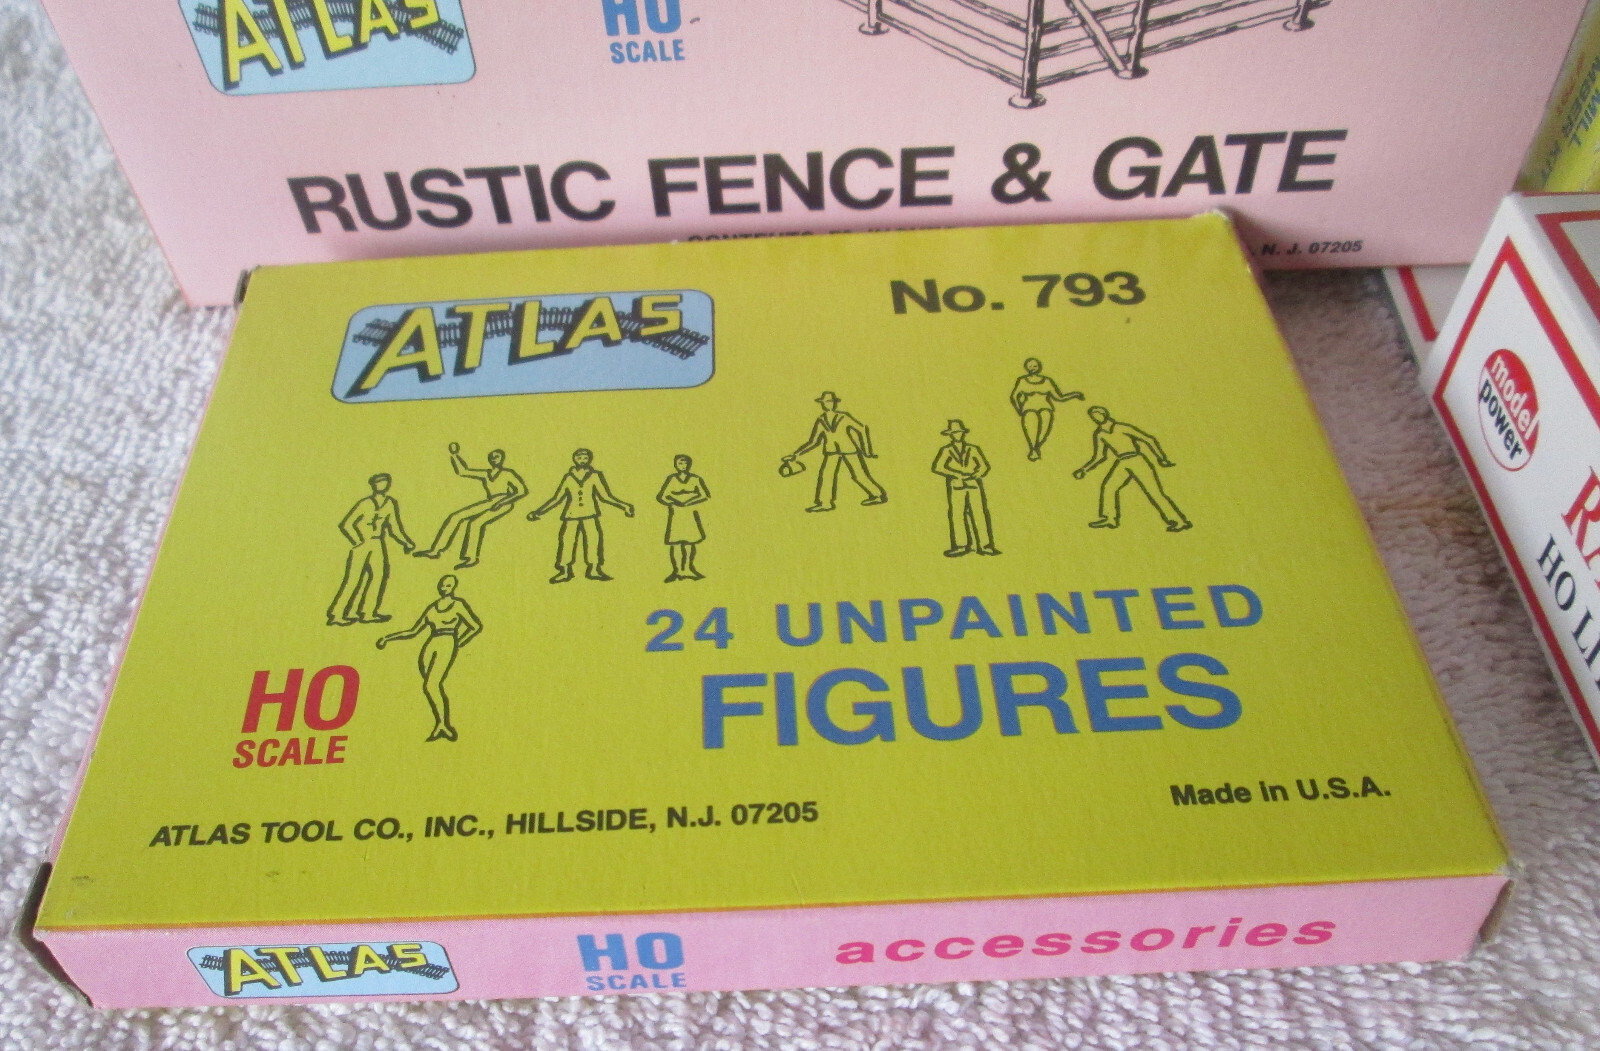 ATLAS
HO
SCALE
RUSTIC FENCE & GATE
N. J. 07205
ATLAS
No. 793
24 UNPAINTED
FIGURES
HO
SCALE
ATLAS TOOL CO., INC., HILLSIDE, N.J. 07205
Made in U.S.A.
ATLAS
HO
SCALE
accessories
model
power
HO